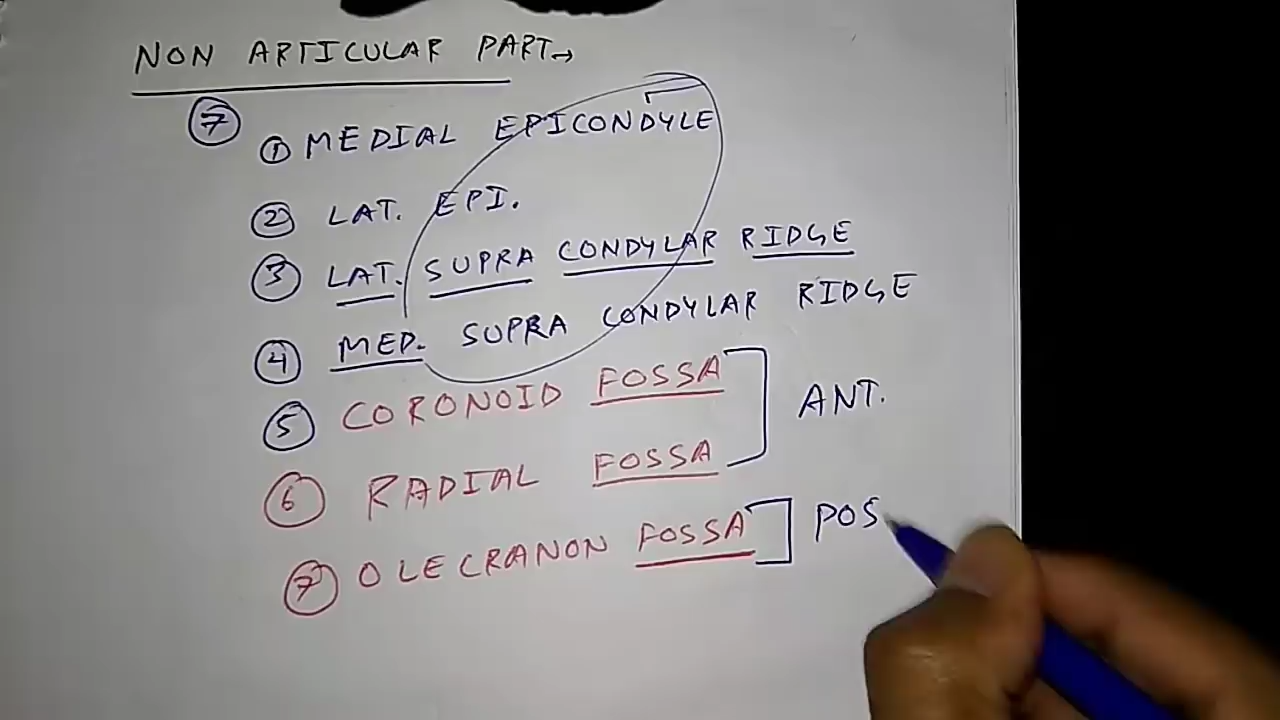 NON ARTICULAR PART→
⑦
① MEDIAL EPICONDYLE
② LAT. EPI.
③ LAT. SUPRA CONDYLAR RIDGE
④ MED. SUPRA CONDYLAR RIDGE
⑤ CORONOID FOSSA
ANT.
⑥ RADIAL FOSSA
⑦ OLECRANON FOSSA
POS